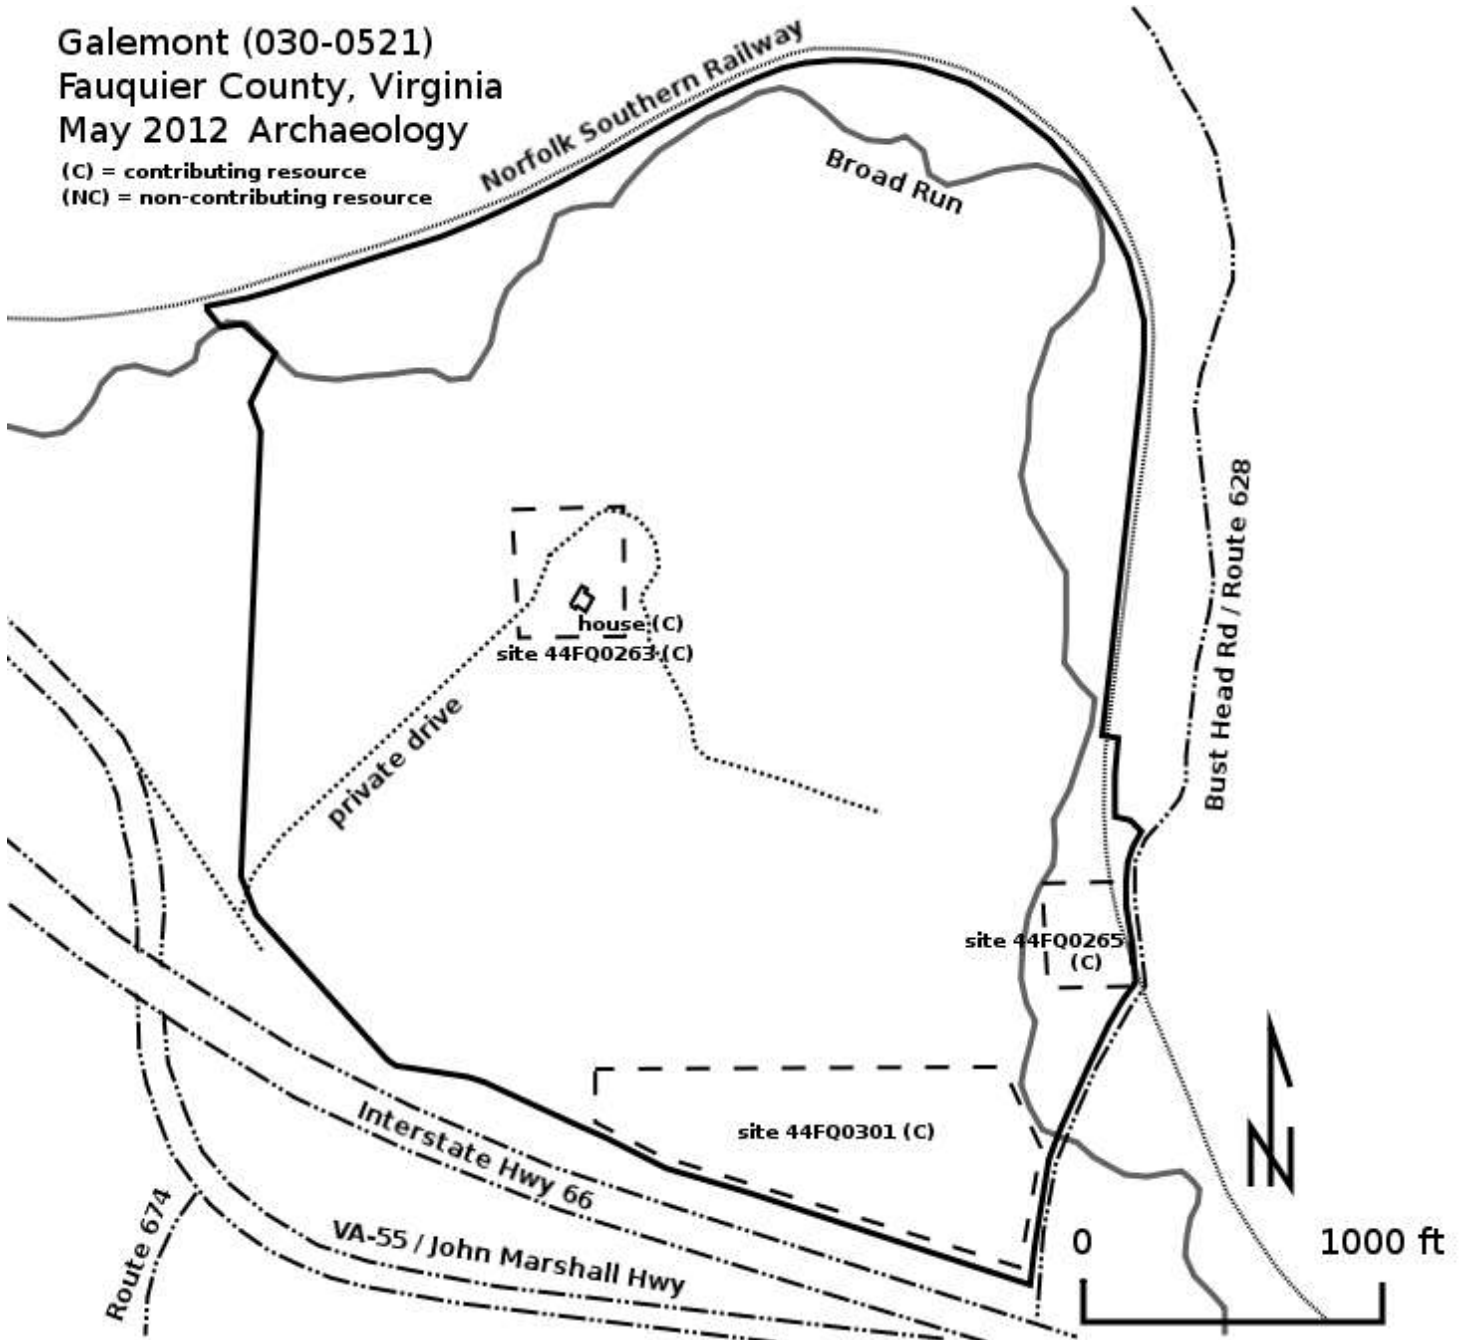 Galemont (030-0521)
Fauquier County, Virginia
May 2012 Archaeology
(C) = contributing resource
(NC) = non-contributing resource
Norfolk Southern Railway
Broad Run
Bust Head Rd / Route 628
house (C)
site 44FQ0263 (C)
private drive
site 44FQ0265
(C)
site 44FQ0301 (C)
Interstate Hwy 66
VA-55 / John Marshall Hwy
Route 674
N
0
1000 ft